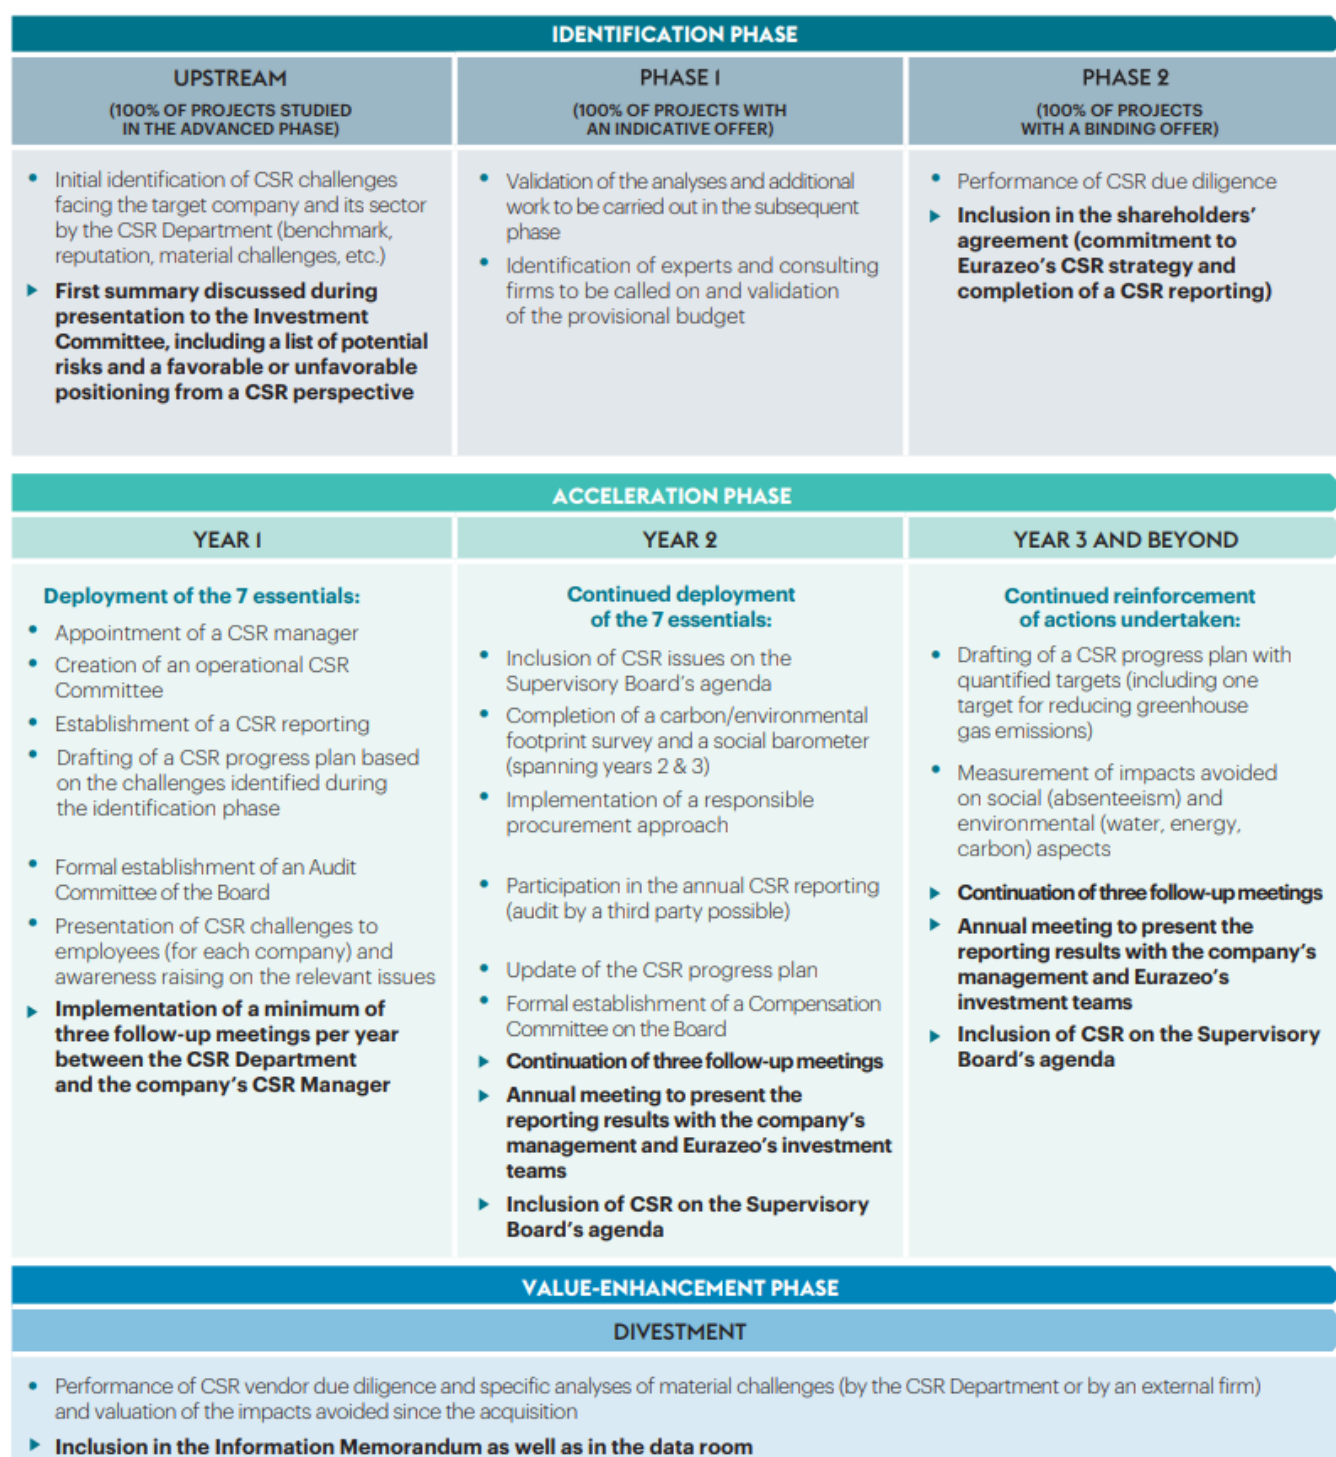 IDENTIFICATION PHASE
UPSTREAM
(100% OF PROJECTS STUDIED
IN THE ADVANCED PHASE)
• Initial identification of CSR challenges
facing the target company and its sector
by the CSR Department (benchmark,
reputation, material challenges, etc.)
▶ First summary discussed during
presentation to the Investment
Committee, including a list of potential
risks and a favorable or unfavorable
positioning from a CSR perspective
PHASE 1
(100% OF PROJECTS WITH
AN INDICATIVE OFFER)
• Validation of the analyses and additional
work to be carried out in the subsequent
phase
• Identification of experts and consulting
firms to be called on and validation
of the provisional budget
PHASE 2
(100% OF PROJECTS
WITH A BINDING OFFER)
• Performance of CSR due diligence
▶ Inclusion in the shareholders'
agreement (commitment to
Eurazeo's CSR strategy and
completion of a CSR reporting)
ACCELERATION PHASE
YEAR 1
Deployment of the 7 essentials:
• Appointment of a CSR manager
• Creation of an operational CSR
Committee
• Establishment of a CSR reporting
• Drafting of a CSR progress plan based
on the challenges identified during
the identification phase
• Formal establishment of an Audit
Committee of the Board
• Presentation of CSR challenges to
employees (for each company) and
awareness raising on the relevant issues
▶ Implementation of a minimum of
three follow-up meetings per year
between the CSR Department
and the company's CSR Manager
YEAR 2
Continued deployment
of the 7 essentials:
• Inclusion of CSR issues on the
Supervisory Board's agenda
• Completion of a carbon/environmental
footprint survey and a social barometer
(spanning years 2 & 3)
• Implementation of a responsible
procurement approach
• Participation in the annual CSR reporting
(audit by a third party possible)
• Update of the CSR progress plan
• Formal establishment of a Compensation
Committee on the Board
▶ Continuation of three follow-up meetings
▶ Annual meeting to present the
reporting results with the company's
management and Eurazeo's investment
teams
▶ Inclusion of CSR on the Supervisory
Board's agenda
YEAR 3 AND BEYOND
Continued reinforcement
of actions undertaken:
• Drafting of a CSR progress plan with
quantified targets (including one
target for reducing greenhouse
gas emissions)
• Measurement of impacts avoided
on social (absenteeism) and
environmental (water, energy,
carbon) aspects
▶ Continuation of three follow-up meetings
▶ Annual meeting to present the
reporting results with the company's
management and Eurazeo's
investment teams
▶ Inclusion of CSR on the Supervisory
Board's agenda
VALUE-ENHANCEMENT PHASE
DIVESTMENT
• Performance of CSR vendor due diligence and specific analyses of material challenges (by the CSR Department or by an external firm)
and valuation of the impacts avoided since the acquisition
▶ Inclusion in the Information Memorandum as well as in the data room